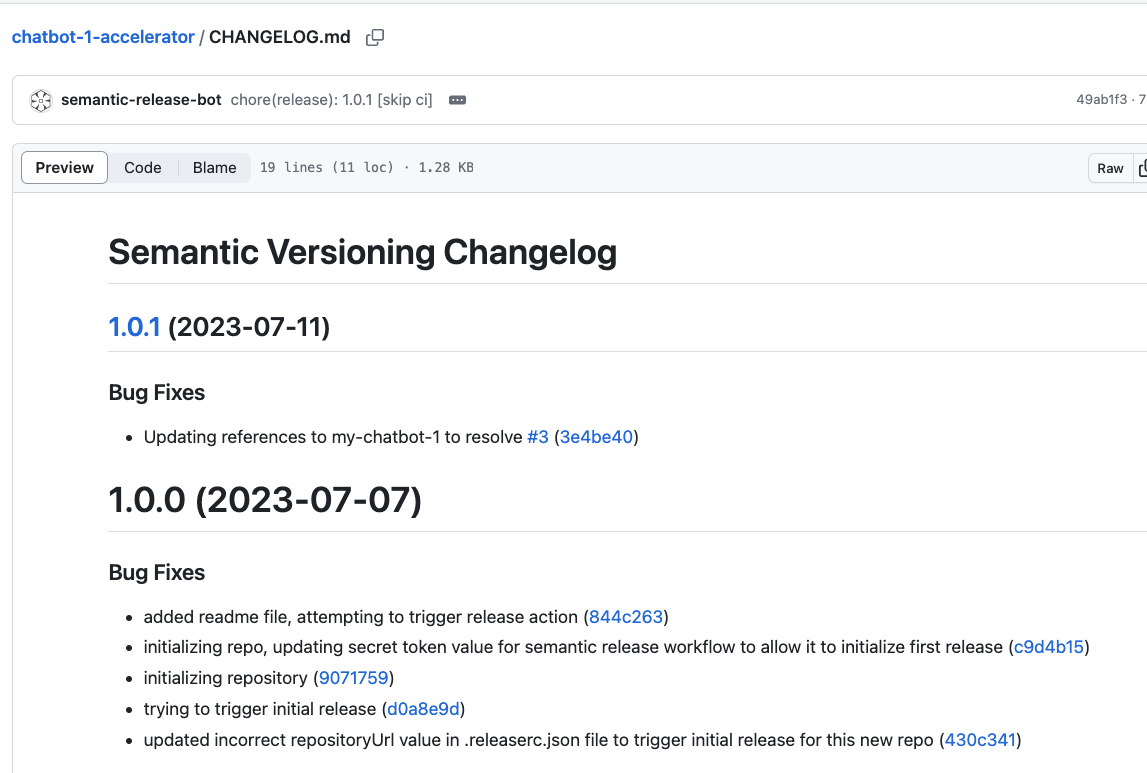 chatbot-1-accelerator / CHANGELOG.md
semantic-release-bot chore(release): 1.0.1 [skip ci] 49ab1f3 · 7
Preview Code Blame 19 lines (11 loc) · 1.28 KB Raw
Semantic Versioning Changelog
1.0.1 (2023-07-11)
Bug Fixes
• Updating references to my-chatbot-1 to resolve #3 (3e4be40)
1.0.0 (2023-07-07)
Bug Fixes
• added readme file, attempting to trigger release action (844c263)
• initializing repo, updating secret token value for semantic release workflow to allow it to initialize first release (c9d4b15)
• initializing repository (9071759)
• trying to trigger initial release (d0a8e9d)
• updated incorrect repositoryUrl value in .releaserc.json file to trigger initial release for this new repo (430c341)